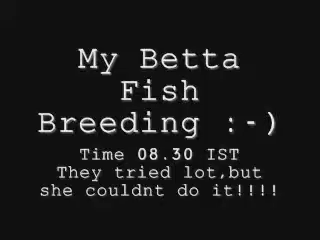 My Betta
Fish
Breeding :-)
Time 08.30 IST
They tried lot,but
she couldnt do it!!!!